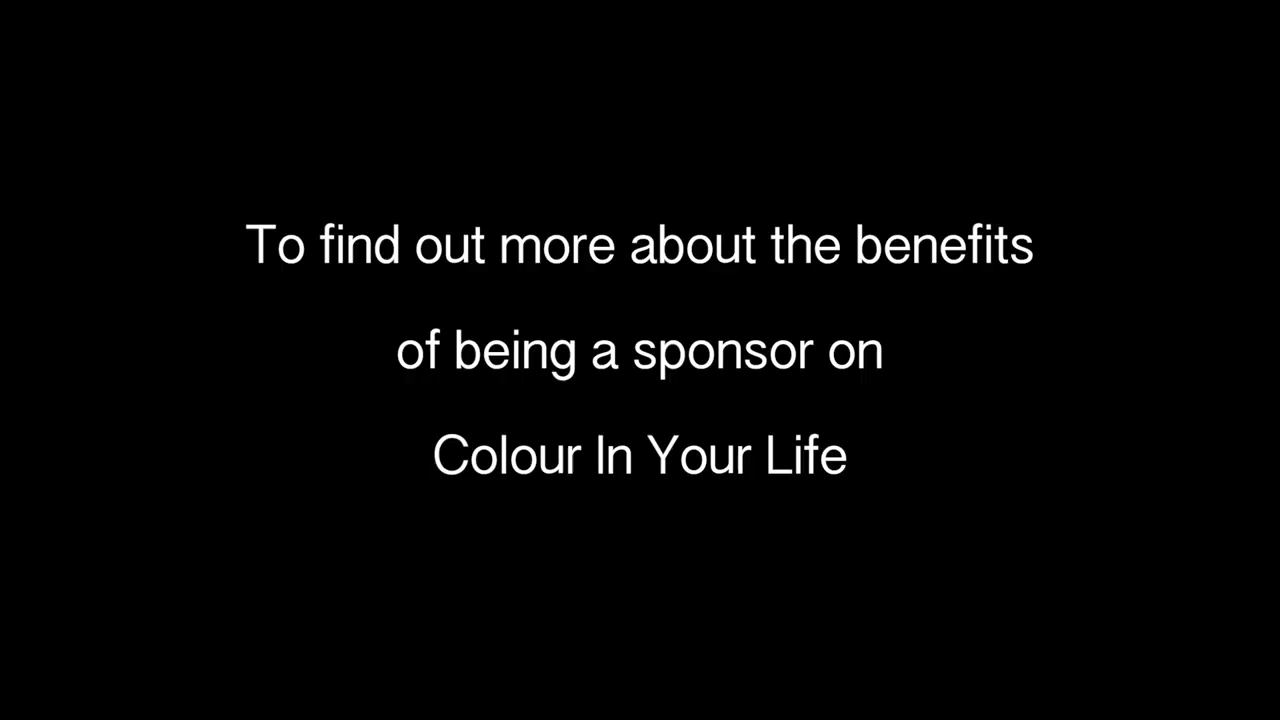 To find out more about the benefits
of being a sponsor on
Colour In Your Life